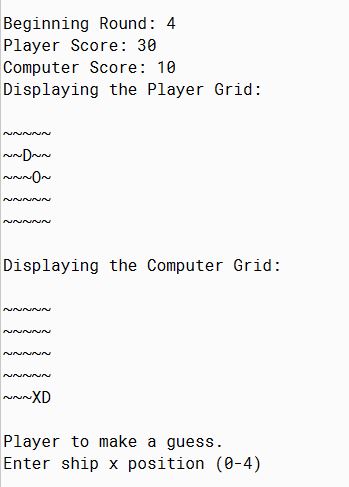 Beginning Round: 4
Player Score: 30
Computer Score: 10
Displaying the Player Grid:
~~~~~
~~D~~
~~~O~
~~~~~
~~~~~
Displaying the Computer Grid:
~~~~~
~~~~~
~~~~~
~~~~~
~~~XD
Player to make a guess.
Enter ship x position (0-4)